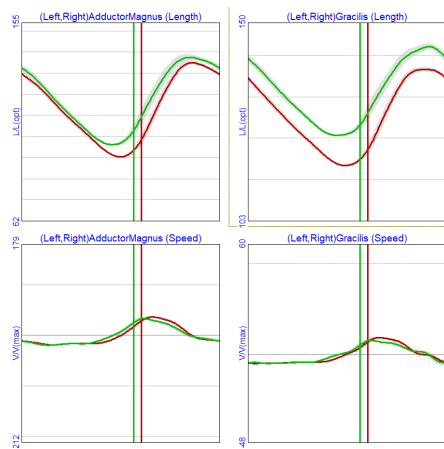 (Left,Right)AdductorMagnus (Length)
155
L/L(opt)
62
(Left,Right)Gracilis (Length)
150
L/L(opt)
103
(Left,Right)AdductorMagnus (Speed)
179
V/V(max)
212
(Left,Right)Gracilis (Speed)
60
V/V(max)
-48